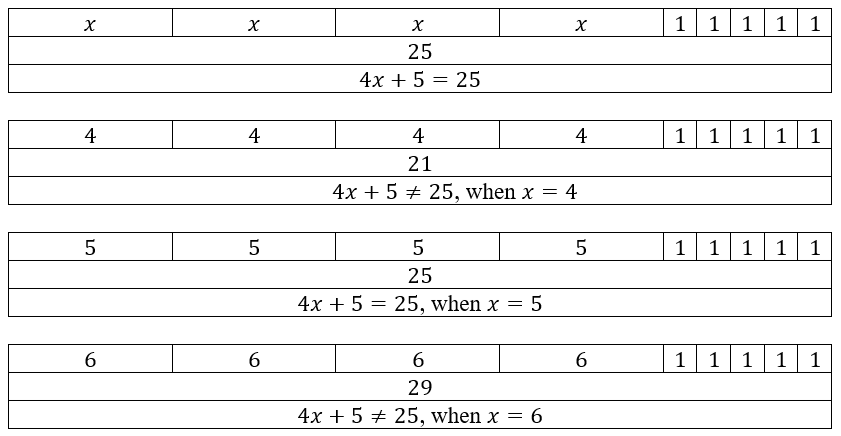 x x x x 1 1 1 1 1
25
4x + 5 = 25
4 4 4 4 1 1 1 1 1
21
4x + 5 ≠ 25, when x = 4
5 5 5 5 1 1 1 1 1
25
4x + 5 = 25, when x = 5
6 6 6 6 1 1 1 1 1
29
4x + 5 ≠ 25, when x = 6